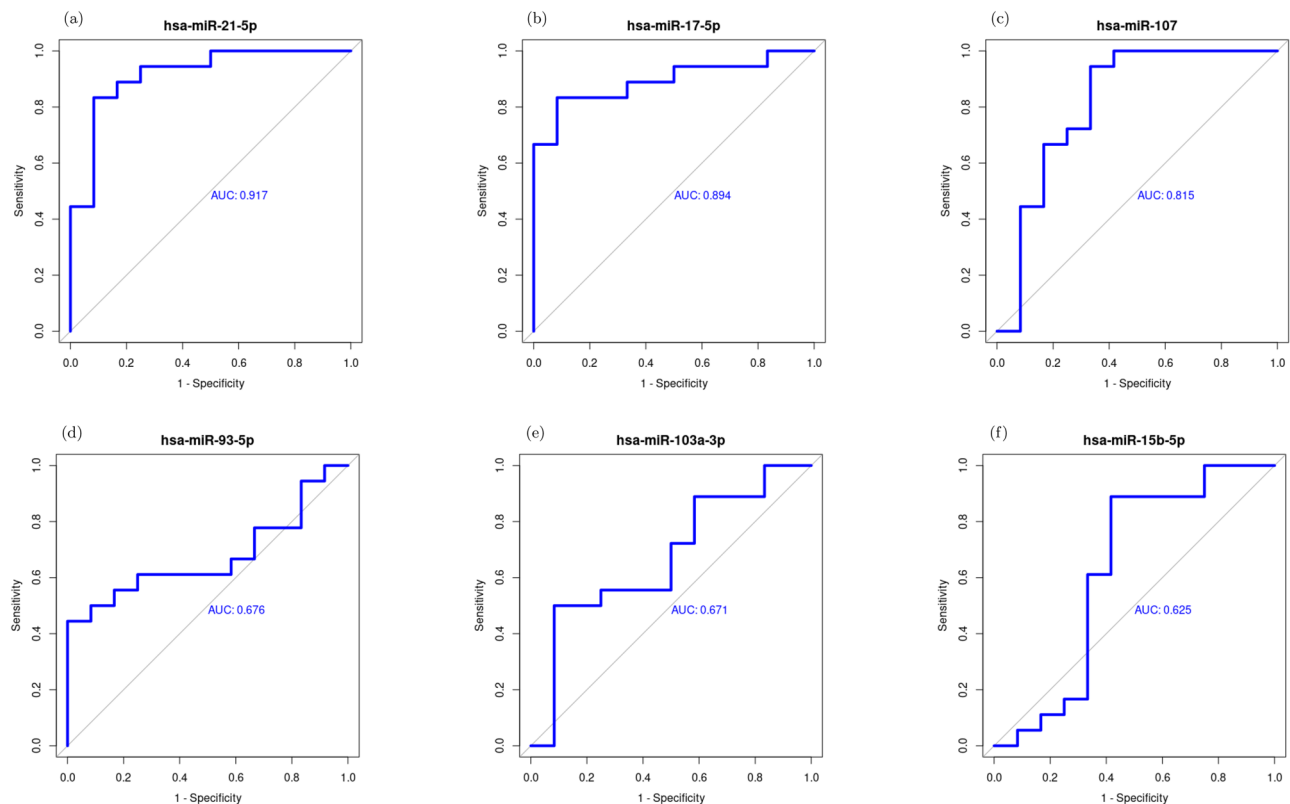 (a)
hsa-miR-21-5p
Sensitivity
0.0 0.2 0.4 0.6 0.8 1.0
AUC: 0.917
0.0 0.2 0.4 0.6 0.8 1.0
1 - Specificity
(b)
hsa-miR-17-5p
Sensitivity
0.0 0.2 0.4 0.6 0.8 1.0
AUC: 0.894
0.0 0.2 0.4 0.6 0.8 1.0
1 - Specificity
(c)
hsa-miR-107
Sensitivity
0.0 0.2 0.4 0.6 0.8 1.0
AUC: 0.815
0.0 0.2 0.4 0.6 0.8 1.0
1 - Specificity
(d)
hsa-miR-93-5p
Sensitivity
0.0 0.2 0.4 0.6 0.8 1.0
AUC: 0.676
0.0 0.2 0.4 0.6 0.8 1.0
1 - Specificity
(e)
hsa-miR-103a-3p
Sensitivity
0.0 0.2 0.4 0.6 0.8 1.0
AUC: 0.671
0.0 0.2 0.4 0.6 0.8 1.0
1 - Specificity
(f)
hsa-miR-15b-5p
Sensitivity
0.0 0.2 0.4 0.6 0.8 1.0
AUC: 0.625
0.0 0.2 0.4 0.6 0.8 1.0
1 - Specificity